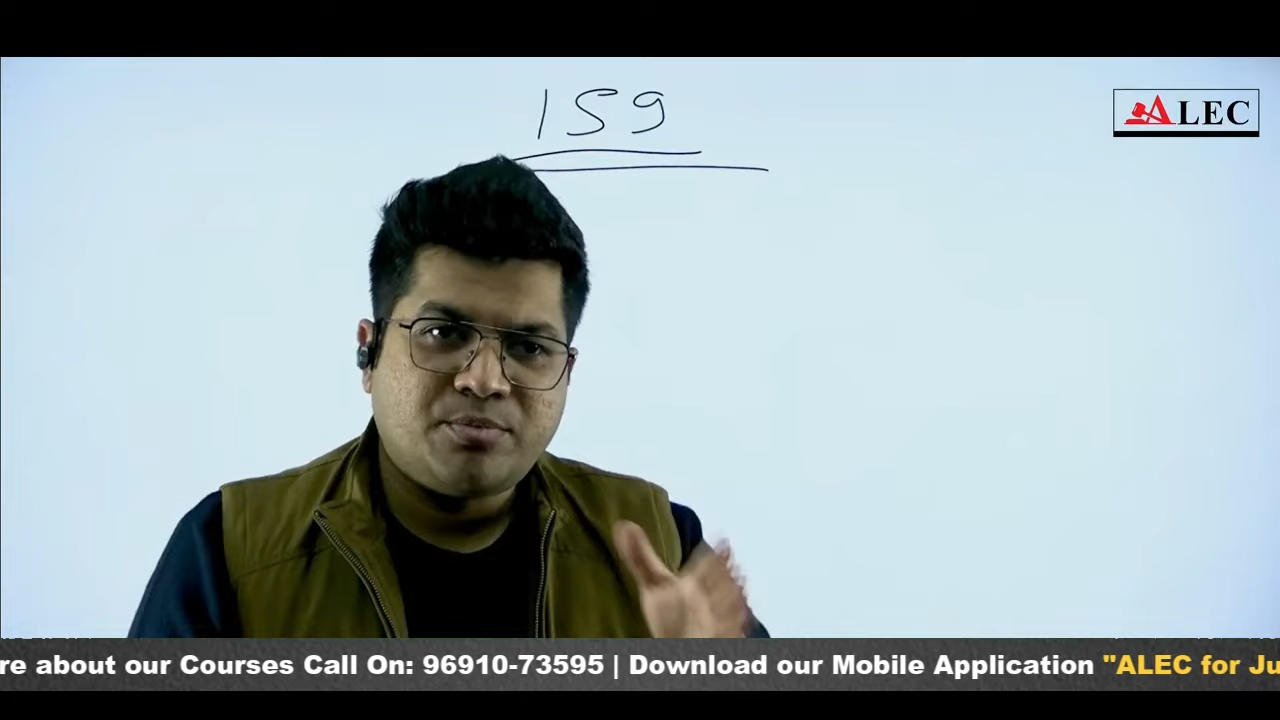 159
ALEC
re about our Courses Call On: 96910-73595 | Download our Mobile Application "ALEC for Ju